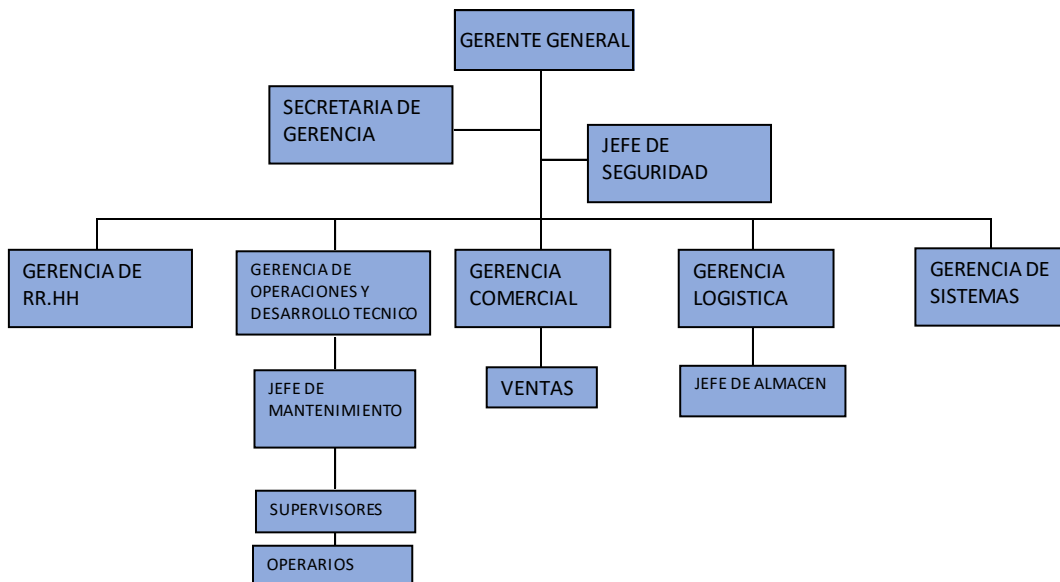 GERENTE GENERAL
SECRETARIA DE
GERENCIA
JEFE DE
SEGURIDAD
GERENCIA DE
RR.HH
GERENCIA DE
OPERACIONES Y
DESARROLLO TECNICO
GERENCIA
COMERCIAL
GERENCIA
LOGISTICA
GERENCIA DE
SISTEMAS
JEFE DE
MANTENIMIENTO
VENTAS
JEFE DE ALMACEN
SUPERVISORES
OPERARIOS